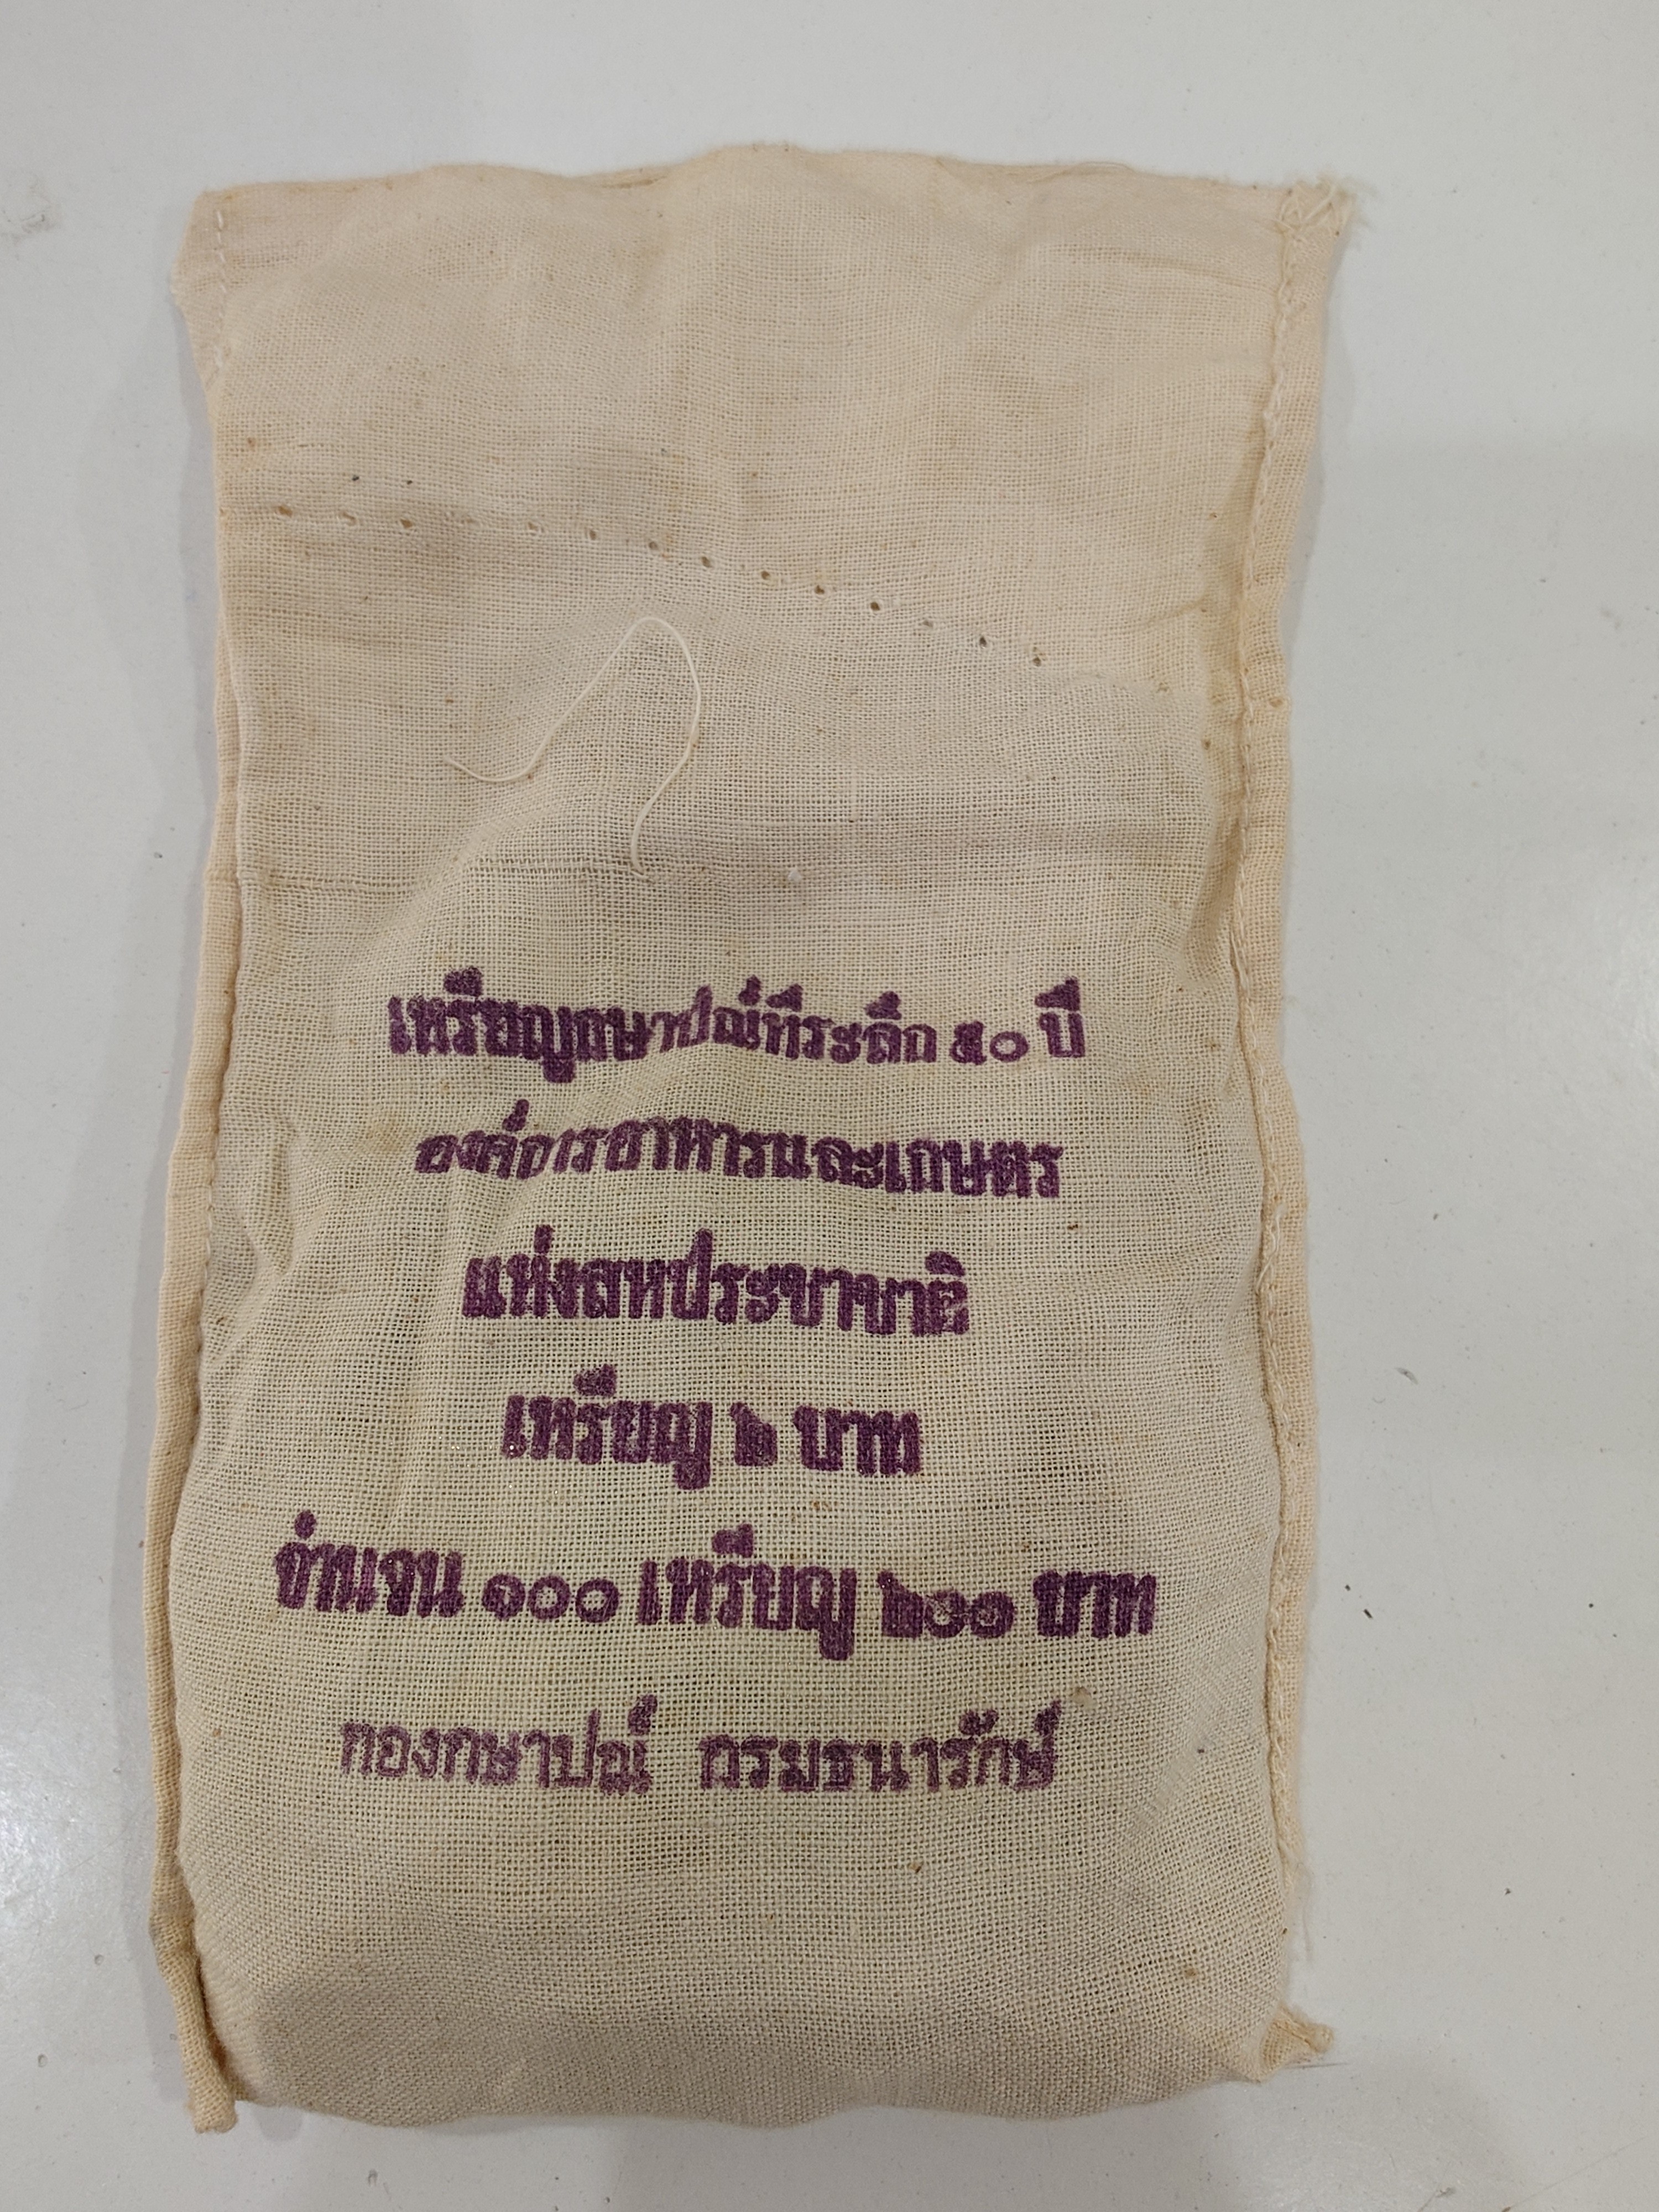 เหรียญกษาปณ์ที่ระลึก ๕๐ ปี
องค์การอาหารและเกษตร
แห่งสหประชาชาติ
เหรียญ ๒ บาท
จำนวน ๑๐๐ เหรียญ ๒๐๐ บาท
กองกษาปณ์ กรมธนารักษ์